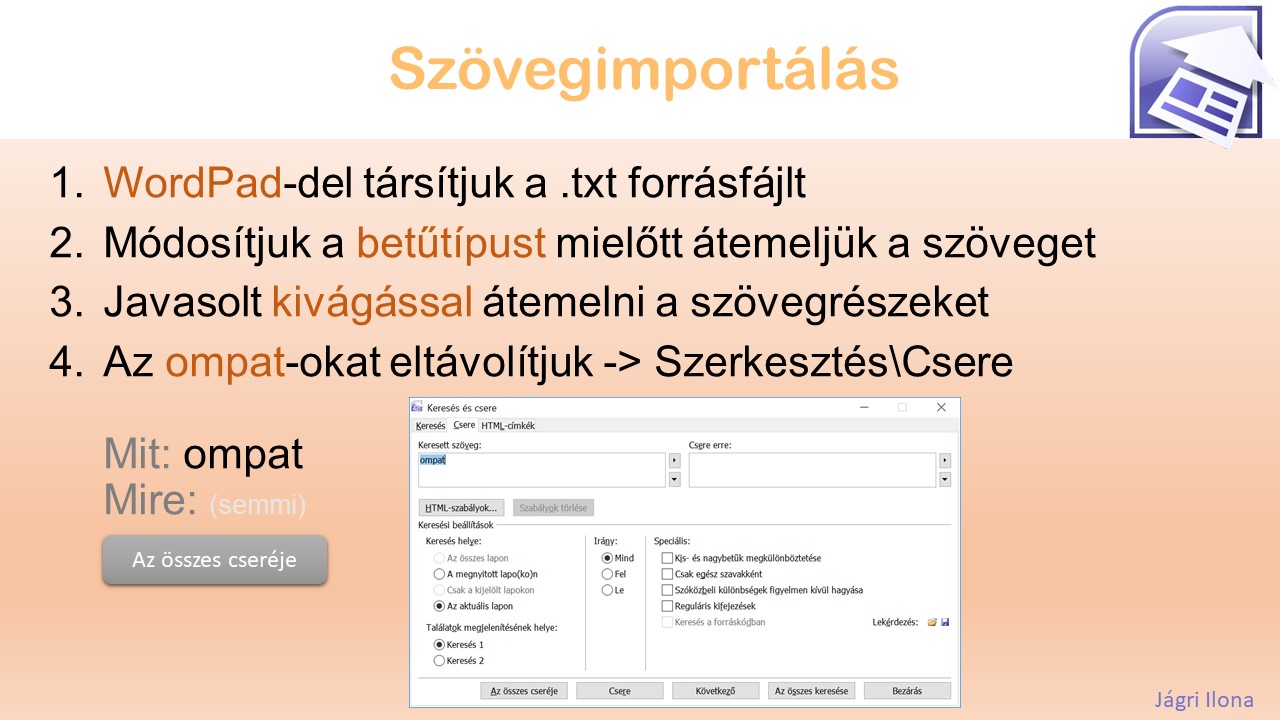 Szövegimportálás
1. WordPad-del társítjuk a .txt forrásfájlt
2. Módosítjuk a betűtípust mielőtt átemeljük a szöveget
3. Javasolt kivágással átemelni a szövegrészeket
4. Az ompat-okat eltávolítjuk -> Szerkesztés\Csere
Mit: ompat
Mire: (semmi)
Az összes cseréje
Keresés és csere
Keresés Csere HTML-címkék
Keresett szöveg: Csere erre:
ompat
HTML-szabályok... Szabályok törlése
Keresési beállítások
Keresés helye: Irány: Speciális:
Az összes lapon Mind Kis- és nagybetűk megkülönböztetése
A megnyitott lapo(ko)n Fel Csak egész szavakként
Csak a kijelölt lapokon Le Szóközbeli különbségek figyelmen kívül hagyása
Az aktuális lapon Reguláris kifejezések
Keresés a forráskódban Lekérdezés:
Találatok megjelenítésének helye:
Keresés 1
Keresés 2
Az összes cseréje Csere Következő Az összes keresése Bezárás
Jágri Ilona